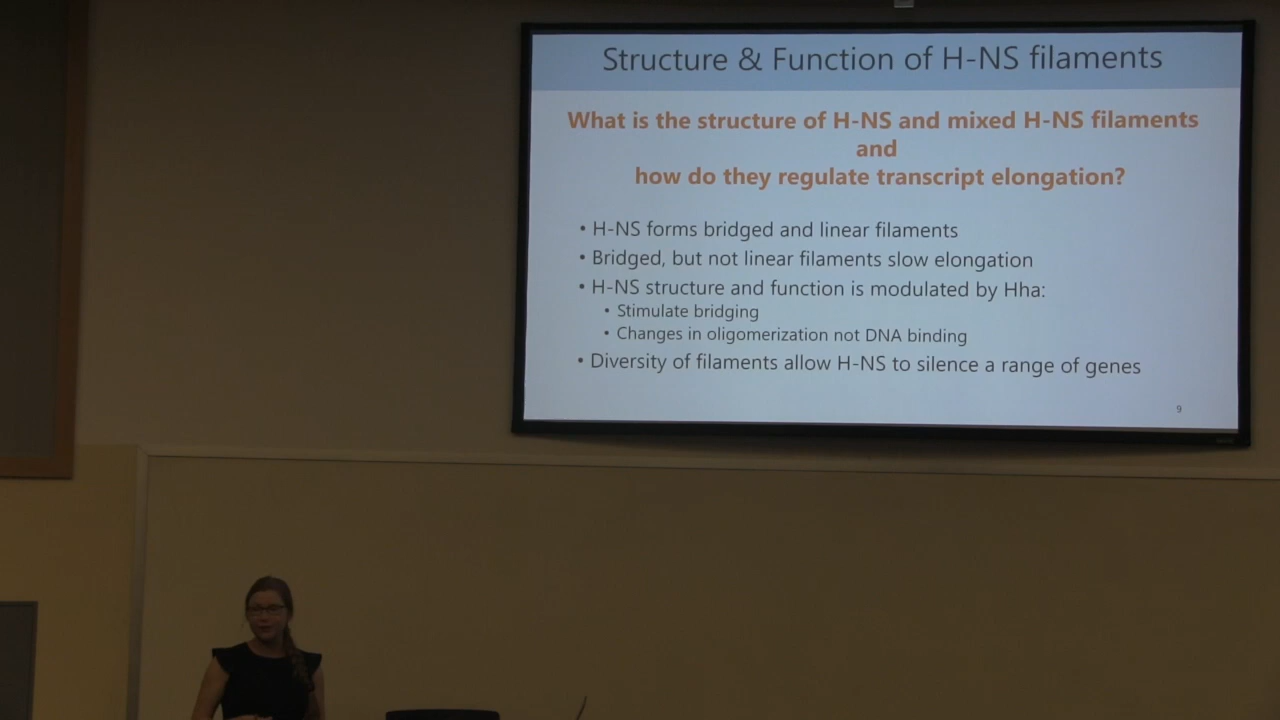 Structure & Function of H-NS filaments
What is the structure of H-NS and mixed H-NS filaments
and
how do they regulate transcript elongation?
• H-NS forms bridged and linear filaments
• Bridged, but not linear filaments slow elongation
• H-NS structure and function is modulated by Hha:
• Stimulate bridging
• Changes in oligomerization not DNA binding
• Diversity of filaments allow H-NS to silence a range of genes
9